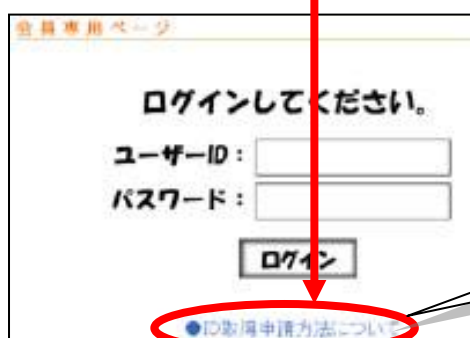 会員専用ページ
ログインしてください。
ユーザーID：
パスワード：
ログイン
●ID取得申請方法について